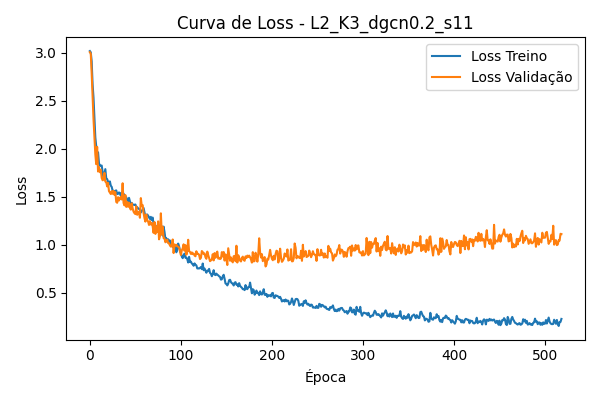 Curva de Loss - L2_K3_dgcn0.2_s11
Loss Treino
Loss Validação
Loss
3.0
2.5
2.0
1.5
1.0
0.5
0 100 200 300 400 500
Época